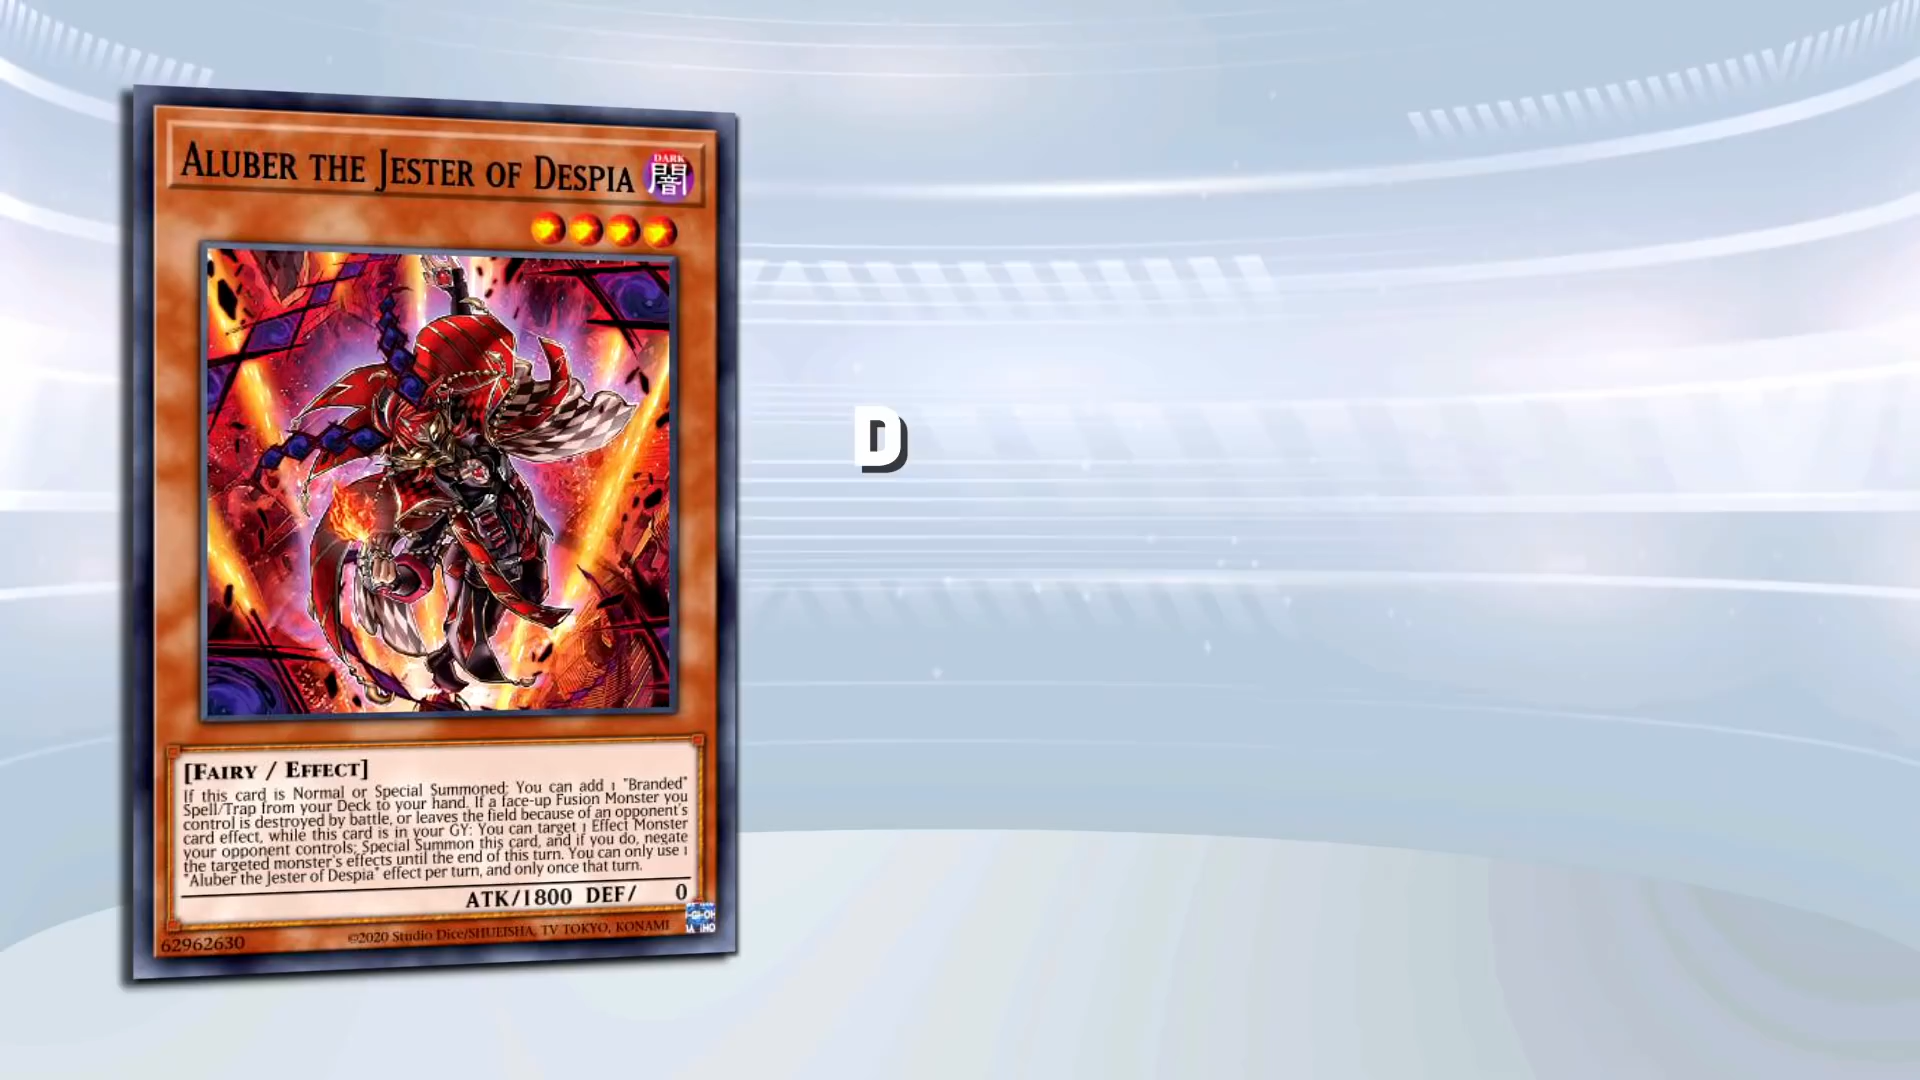 ALUBER THE JESTER OF DESPIA
DARK
闇
D
[FAIRY / EFFECT]
If this card is Normal or Special Summoned: You can add 1 "Branded"
Spell/Trap from your Deck to your hand. If a face-up Fusion Monster you
control is destroyed by battle, or leaves the field because of an opponent's
card effect, while this card is in your GY: You can target 1 Effect Monster
your opponent controls; Special Summon this card, and if you do, negate
the targeted monster's effects until the end of this turn. You can only use 1
"Aluber the Jester of Despia" effect per turn, and only once that turn.
ATK/1800 DEF/ 0
62962630
©2020 Studio Dice/SHUEISHA, TV TOKYO, KONAMI